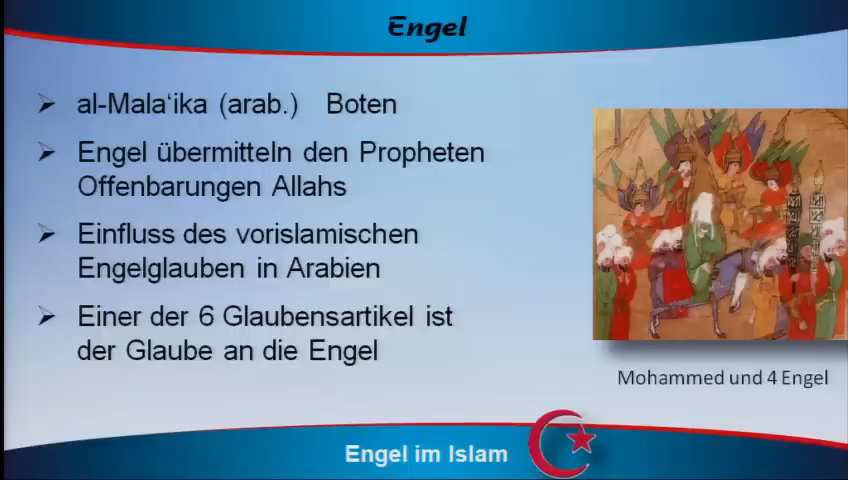 Engel
al-Mala‘ika (arab.) Boten
Engel übermitteln den Propheten
Offenbarungen Allahs
Einfluss des vorislamischen
Engelglauben in Arabien
Einer der 6 Glaubensartikel ist
der Glaube an die Engel
Mohammed und 4 Engel
Engel im Islam